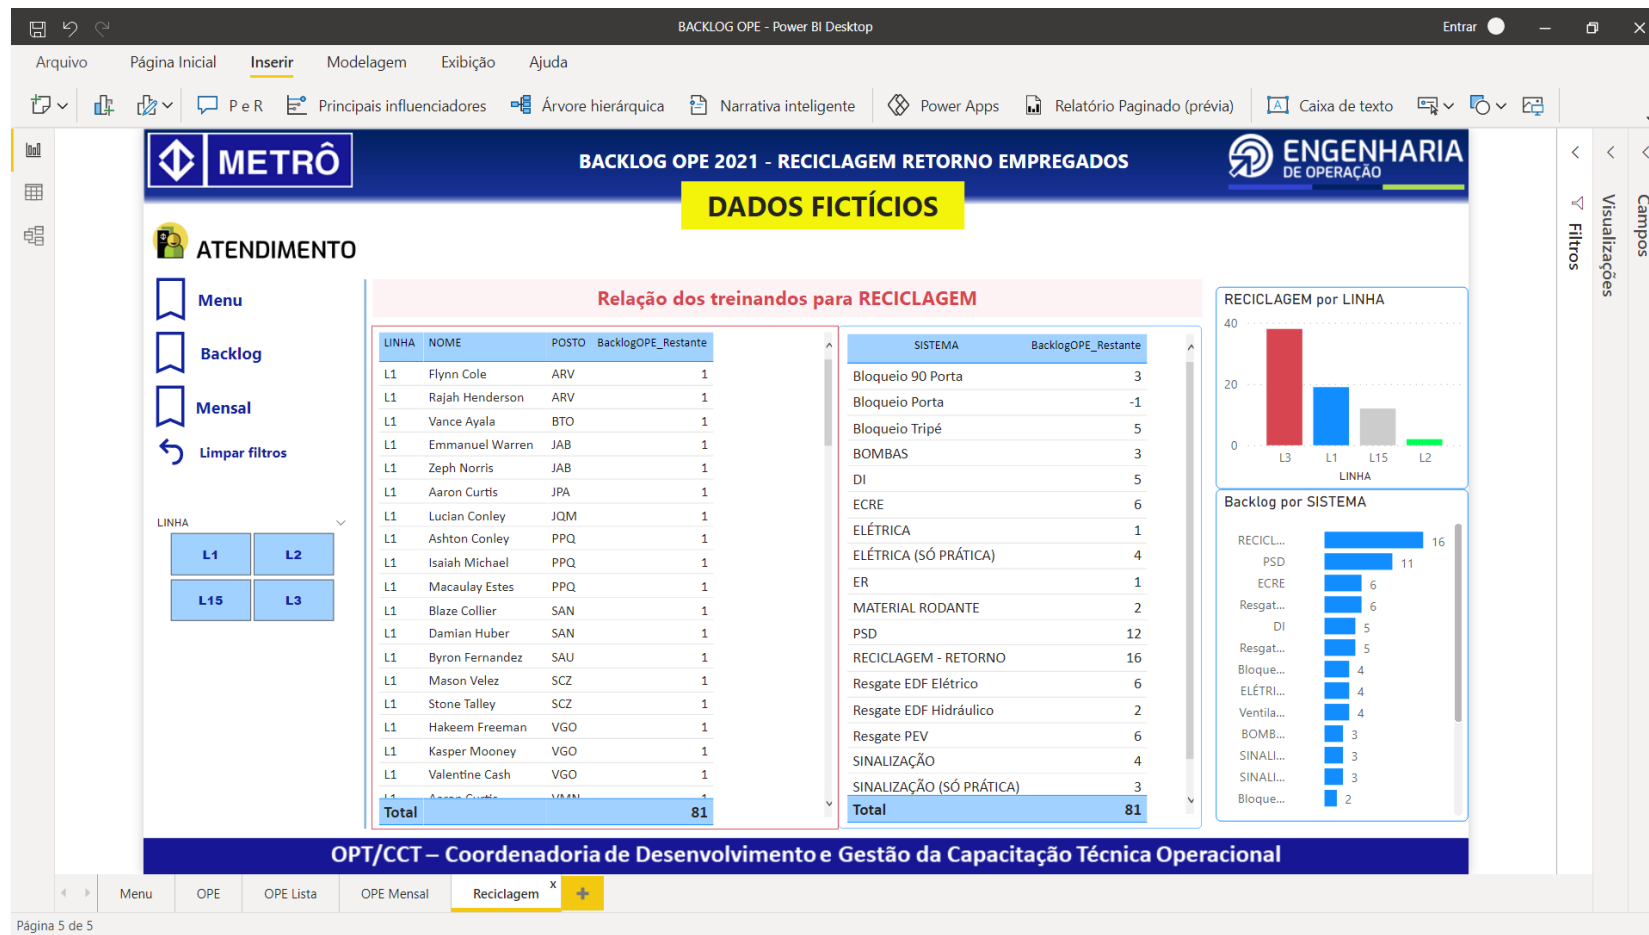 BACKLOG OPE - Power BI Desktop
Entrar
Arquivo Página Inicial Inserir Modelagem Exibição Ajuda
P e R Principais influenciadores Árvore hierárquica Narrativa inteligente Power Apps Relatório Paginado (prévia) Caixa de texto
METRÔ
BACKLOG OPE 2021 - RECICLAGEM RETORNO EMPREGADOS
ENGENHARIA
DE OPERAÇÃO
DADOS FICTÍCIOS
ATENDIMENTO
Menu
Backlog
Mensal
Limpar filtros
LINHA
L1 L2
L15 L3
Relação dos treinandos para RECICLAGEM
LINHA NOME POSTO BacklogOPE_Restante
L1 Flynn Cole ARV 1
L1 Rajah Henderson ARV 1
L1 Vance Ayala BTO 1
L1 Emmanuel Warren JAB 1
L1 Zeph Norris JAB 1
L1 Aaron Curtis JPA 1
L1 Lucian Conley JQM 1
L1 Ashton Conley PPQ 1
L1 Isaiah Michael PPQ 1
L1 Macaulay Estes PPQ 1
L1 Blaze Collier SAN 1
L1 Damian Huber SAN 1
L1 Byron Fernandez SAU 1
L1 Mason Velez SCZ 1
L1 Stone Talley SCZ 1
L1 Hakeem Freeman VGO 1
L1 Kasper Mooney VGO 1
L1 Valentine Cash VGO 1
L1 Aaron Curtis VMN 1
Total 81
SISTEMA BacklogOPE_Restante
Bloqueio 90 Porta 3
Bloqueio Porta -1
Bloqueio Tripé 5
BOMBAS 3
DI 5
ECRE 6
ELÉTRICA 1
ELÉTRICA (SÓ PRÁTICA) 4
ER 1
MATERIAL RODANTE 2
PSD 12
RECICLAGEM - RETORNO 16
Resgate EDF Elétrico 6
Resgate EDF Hidráulico 2
Resgate PEV 6
SINALIZAÇÃO 4
SINALIZAÇÃO (SÓ PRÁTICA) 3
Total 81
RECICLAGEM por LINHA
40
20
0
L3 L1 L15 L2
LINHA
Backlog por SISTEMA
RECICL... 16
PSD 11
ECRE 6
Resgat... 6
DI 5
Resgat... 5
Bloque... 4
ELÉTRI... 4
Ventila... 4
BOMB... 3
SINALI... 3
SINALI... 3
Bloque... 2
Filtros
Visualizações
Campos
OPT/CCT – Coordenadoria de Desenvolvimento e Gestão da Capacitação Técnica Operacional
Menu OPE OPE Lista OPE Mensal Reciclagem x +
Página 5 de 5